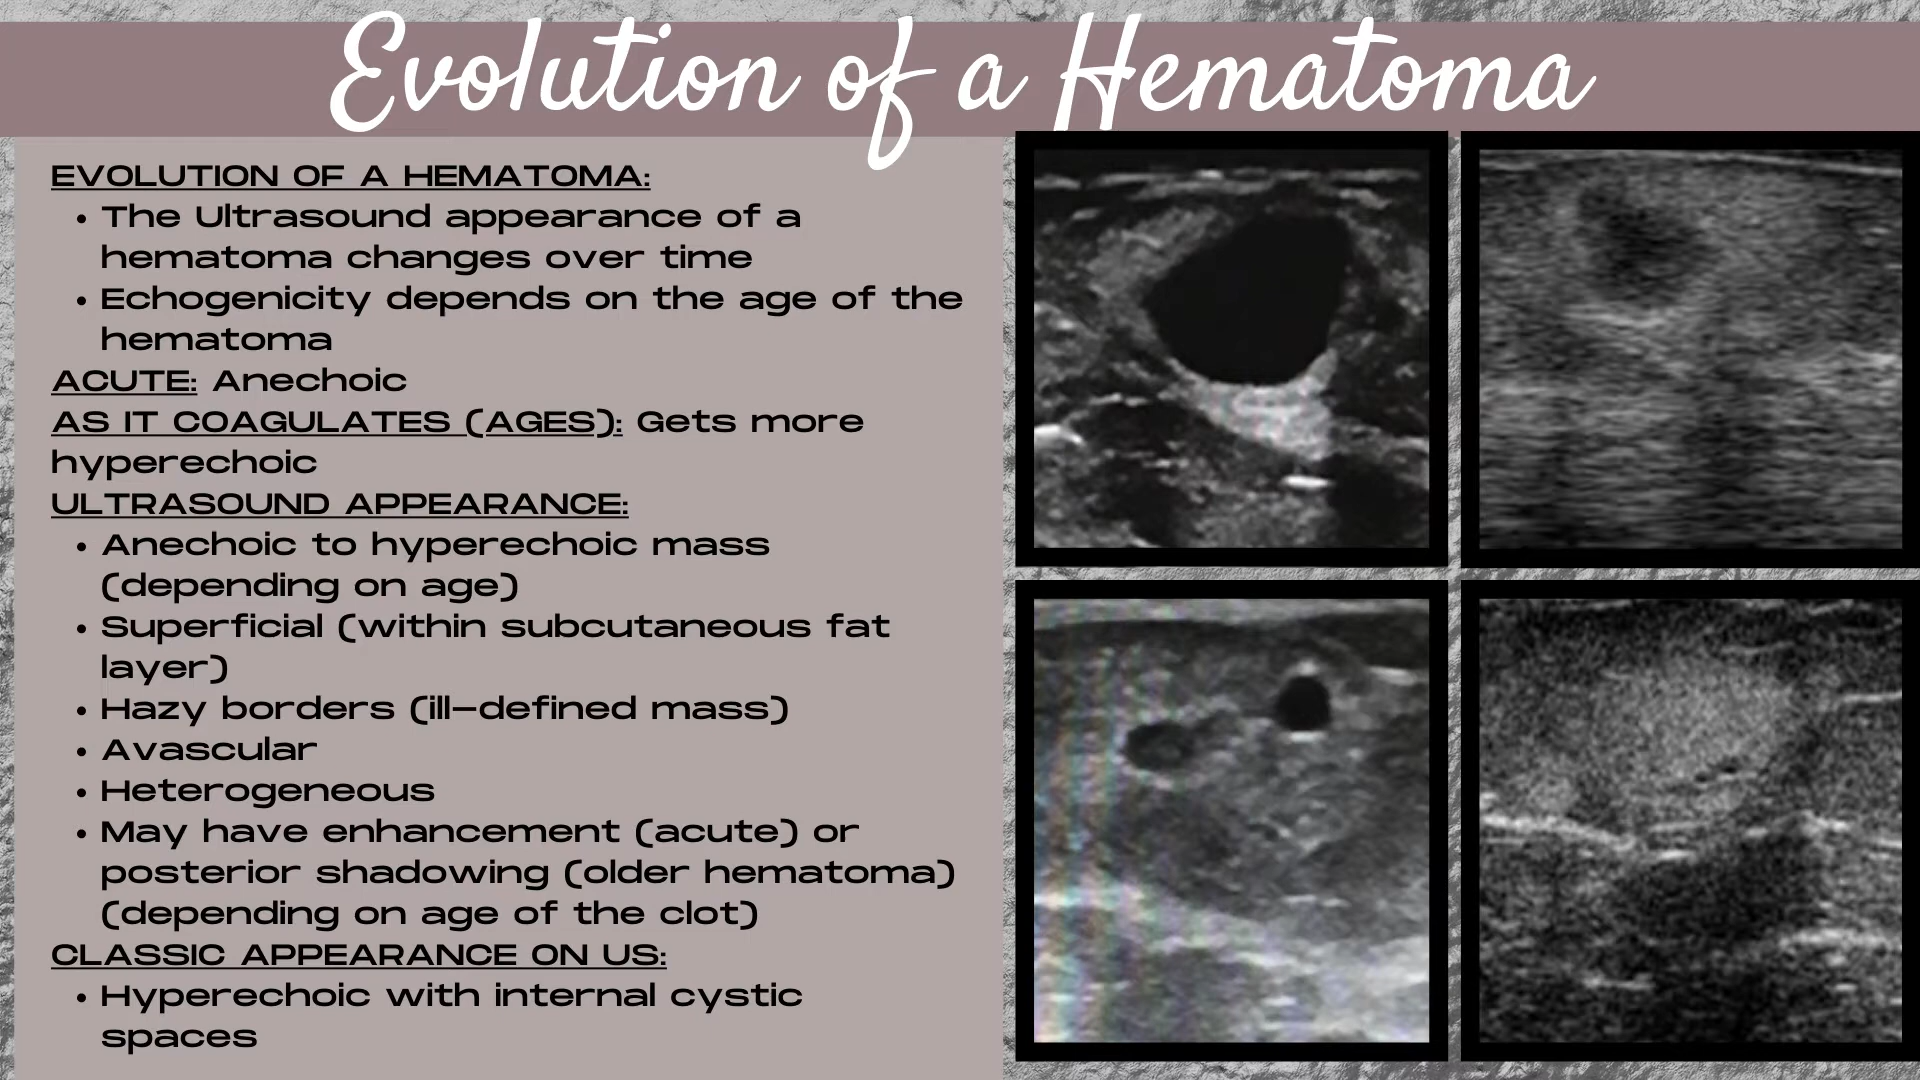 Evolution of a Hematoma
EVOLUTION OF A HEMATOMA:
• The Ultrasound appearance of a
hematoma changes over time
• Echogenicity depends on the age of the
hematoma
ACUTE: Anechoic
AS IT COAGULATES (AGES): Gets more
hyperechoic
ULTRASOUND APPEARANCE:
• Anechoic to hyperechoic mass
(depending on age)
• Superficial (within subcutaneous fat
layer)
• Hazy borders (ill-defined mass)
• Avascular
• Heterogeneous
• May have enhancement (acute) or
posterior shadowing (older hematoma)
(depending on age of the clot)
CLASSIC APPEARANCE ON US:
• Hyperechoic with internal cystic
spaces